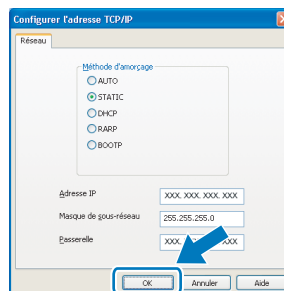 Configurer l'adresse TCP/IP
Réseau
Méthode d'amorçage
AUTO
STATIC
DHCP
RARP
BOOTP
Adresse IP XXX. XXX. XXX. XXX
Masque de sous-réseau 255.255.255.0
Passerelle XXX. XXX
OK Annuler Aide